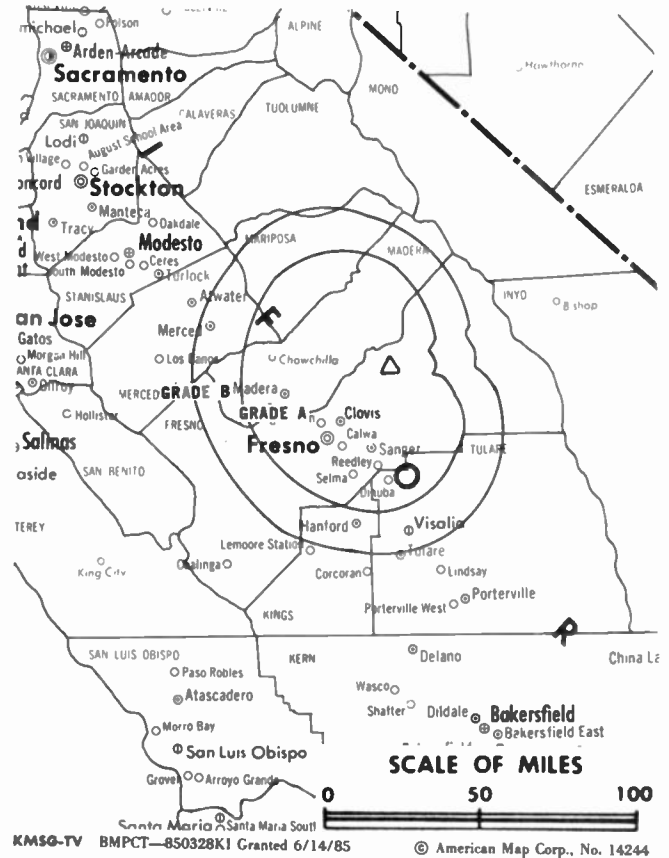 michael
Folsom
ALPINE
Arden-Arcade
Sacramento
Hawthorne
MONO
SACRAMENTO
AMADOR
CALAVERAS
TUOLUMNE
SAN JOAQUIN
Lodi
August School Area
Village
Garden Acres
oncord
Stockton
ESMERALDA
Manteca
Tracy
Oakdale
Modesto
MARIPOSA
MADERA
West Modesto
Ceres
outh Modesto
Turlock
STANISLAUS
Atwater
INYO
an Jose
Merced
Gatos
Morgan Hill
Los Banos
Chowchilla
ANTA CLARA
Gilroy
MERCED
GRADE B
Madera
Hollister
GRADE A
Clovis
FRESNO
Calwa
Salinas
Fresno
Sanger
TULARE
SAN BENITO
Reedley
aside
Selma
Dinuba
TEREY
Hanford
Visalia
Lemoore Station
Tulare
King City
Coalinga
Corcoran
Lindsay
Porterville
Porterville West
KINGS
SAN LUIS OBISPO
KERN
Delano
China La
Paso Robles
Atascadero
Wasco
Shafter
Oildale
Bakersfield
Morro Bay
Bakersfield East
San Luis Obispo
SCALE OF MILES
Grover
Arroyo Grande
0 50 100
Santa Maria
Santa Maria South
KMSG-TV BMPCT—850328K1 Granted 6/14/85
© American Map Corp., No. 14244